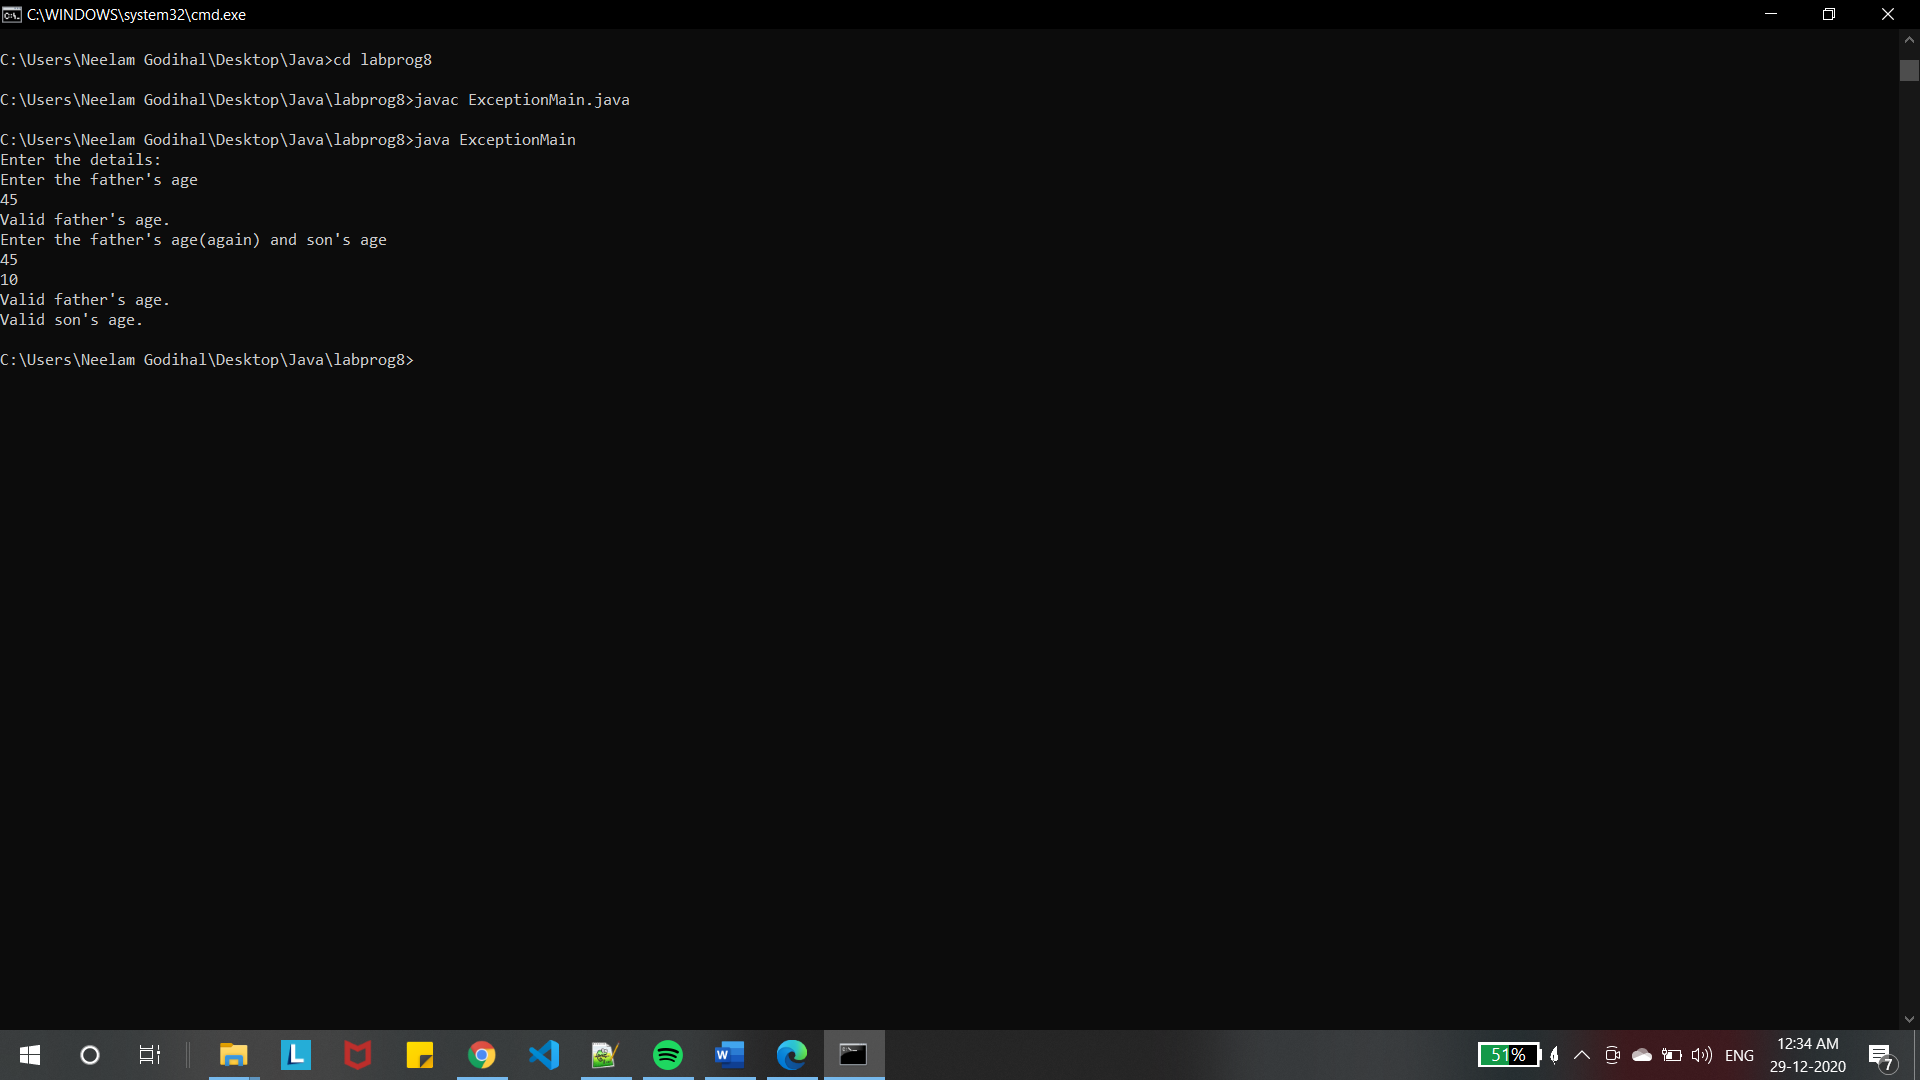 C:\WINDOWS\system32\cmd.exe
C:\Users\Neelam Godihal\Desktop\Java>cd labprog8
C:\Users\Neelam Godihal\Desktop\Java\labprog8>javac ExceptionMain.java
C:\Users\Neelam Godihal\Desktop\Java\labprog8>java ExceptionMain
Enter the details:
Enter the father's age
45
Valid father's age.
Enter the father's age(again) and son's age
45
10
Valid father's age.
Valid son's age.
C:\Users\Neelam Godihal\Desktop\Java\labprog8>
L
W
51%
ENG
12:34 AM
29-12-2020
7